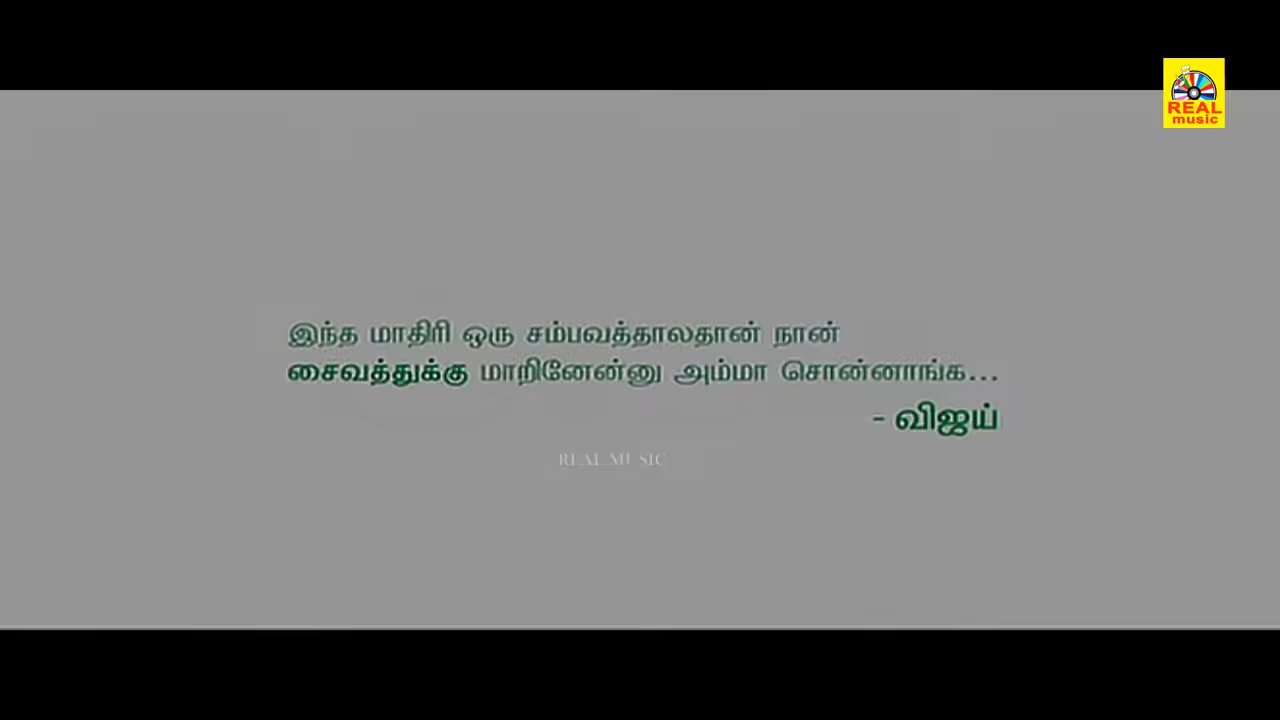 REAL
music
இந்த மாதிரி ஒரு சம்பவத்தாலதான் நான்
சைவத்துக்கு மாறினேன்னு அம்மா சொன்னாங்க...
- விஜய்
REAL MUSIC